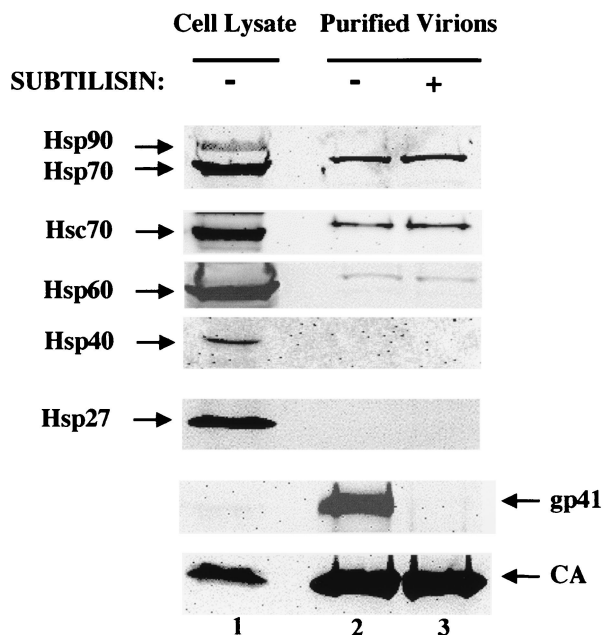 Cell Lysate Purified Virions
SUBTILISIN: - - +
Hsp90
Hsp70
Hsc70
Hsp60
Hsp40
Hsp27
gp41
CA
1 2 3